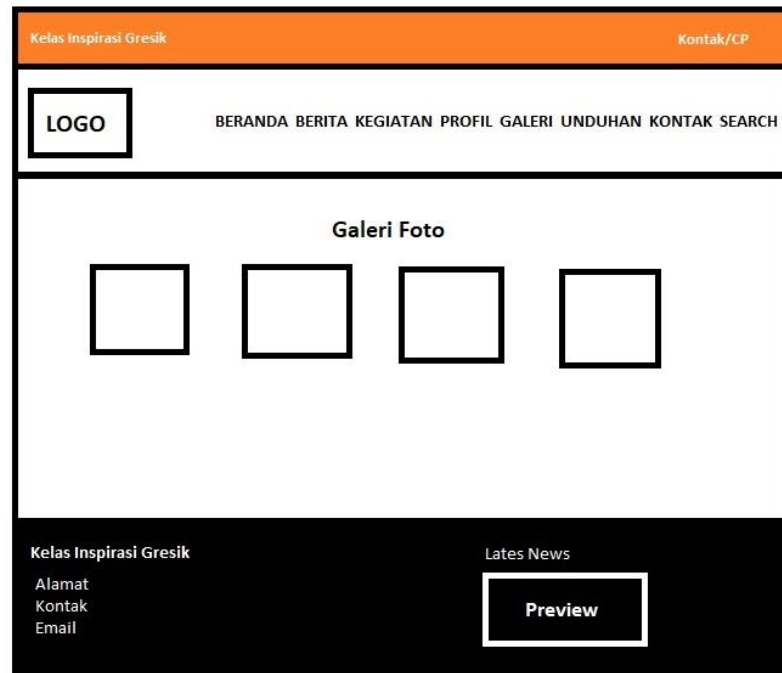 Kelas Inspirasi Gresik Kontak/CP
LOGO BERANDA BERITA KEGIATAN PROFIL GALERI UNDUHAN KONTAK SEARCH
Galeri Foto
Kelas Inspirasi Gresik
Alamat
Kontak
Email
Lates News
Preview